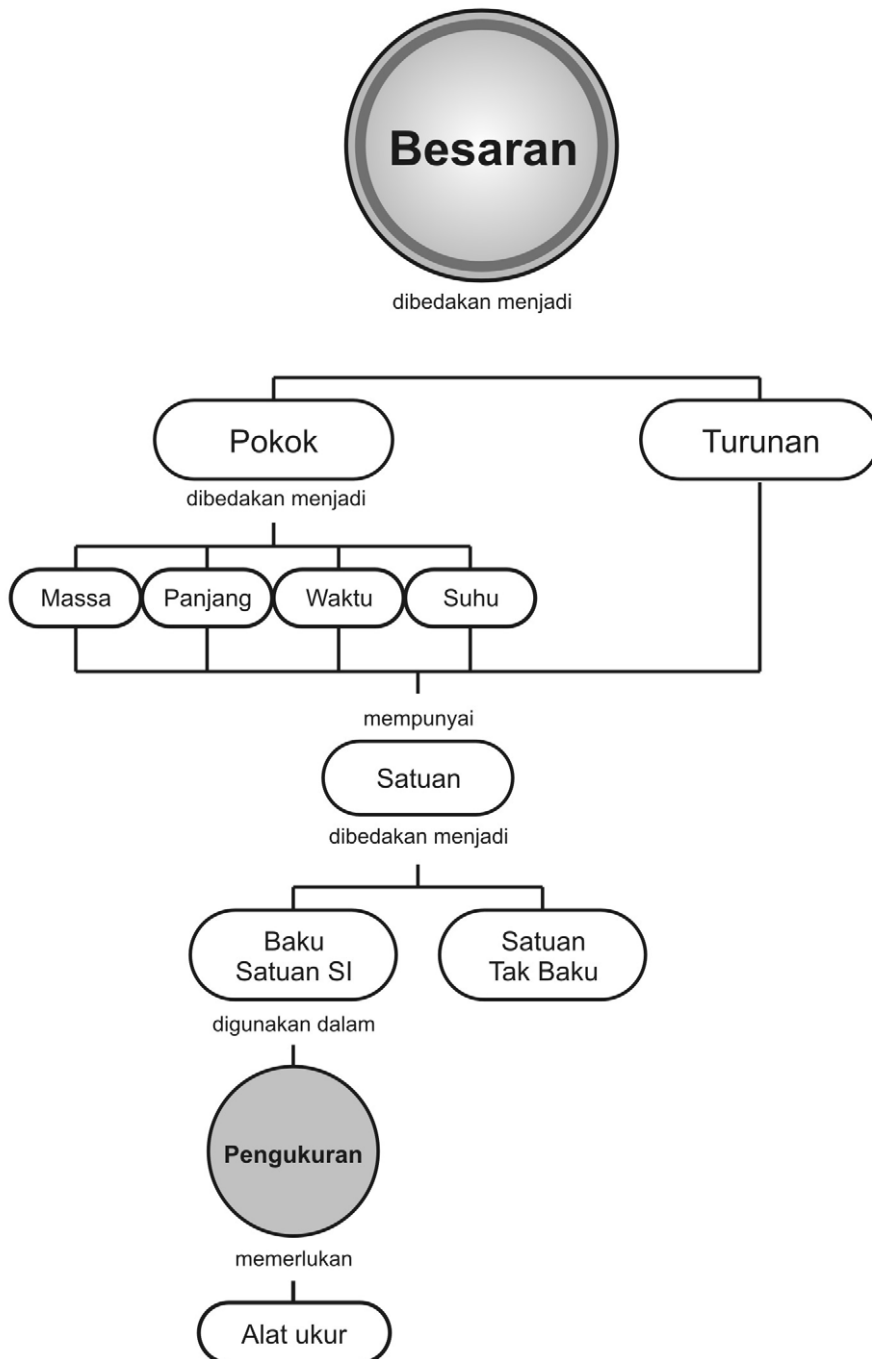 Besaran
dibedakan menjadi
Pokok
Turunan
dibedakan menjadi
Massa
Panjang
Waktu
Suhu
mempunyai
Satuan
dibedakan menjadi
Baku
Satuan SI
Satuan
Tak Baku
digunakan dalam
Pengukuran
memerlukan
Alat ukur